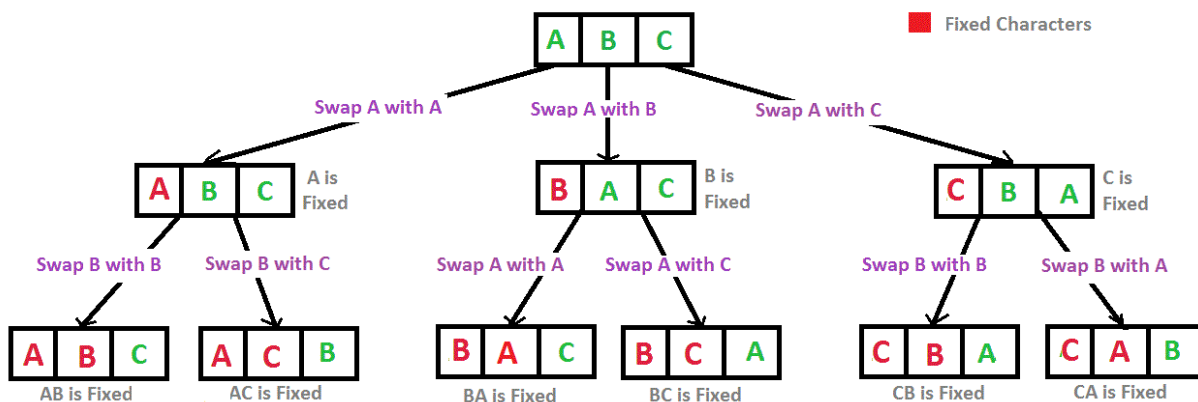 A B C
Fixed Characters
Swap A with A
Swap A with B
Swap A with C
A B C
A is
Fixed
B A C
B is
Fixed
C B A
C is
Fixed
Swap B with B
Swap B with C
Swap A with A
Swap A with C
Swap B with B
Swap B with A
A B C
A C B
B A C
B C A
C B A
C A B
AB is Fixed
AC is Fixed
BA is Fixed
BC is Fixed
CB is Fixed
CA is Fixed